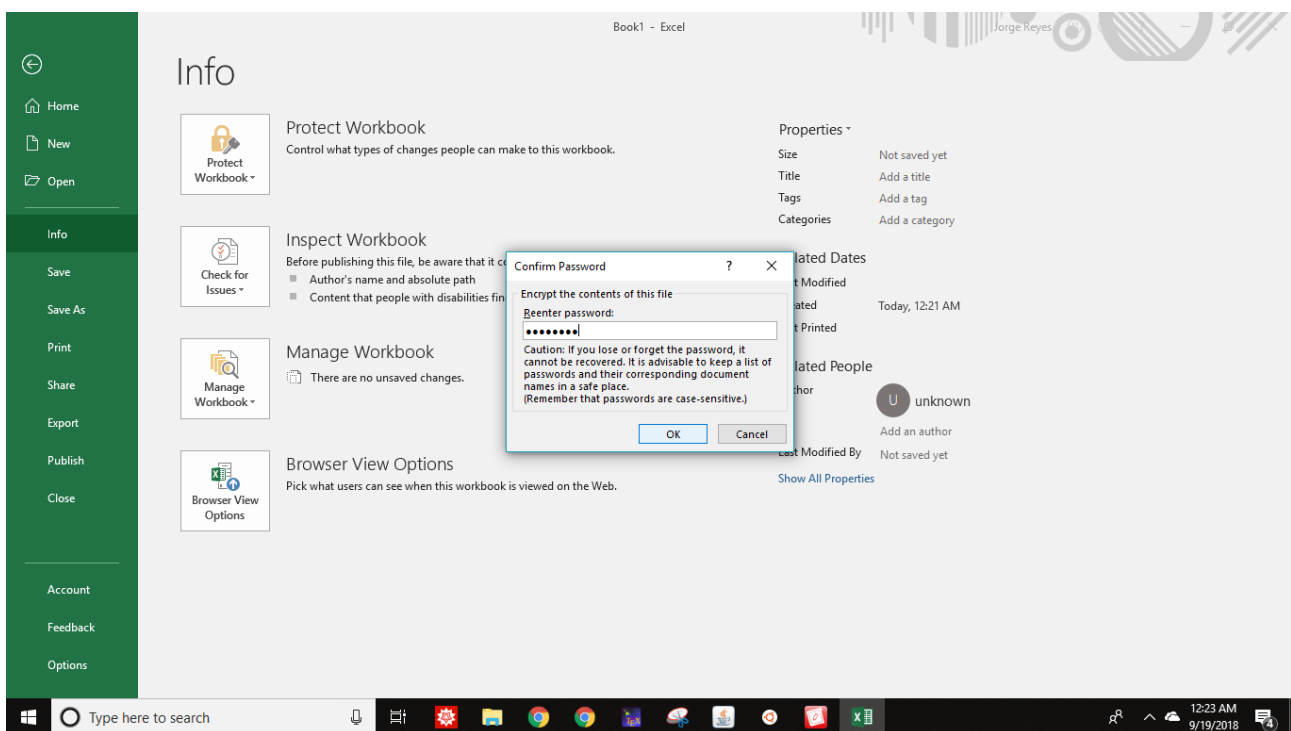 Book1 - Excel
Jorge Reyes
Info
Home
New
Open
Info
Save
Save As
Print
Share
Export
Publish
Close
Account
Feedback
Options
Protect
Workbook
Protect Workbook
Control what types of changes people can make to this workbook.
Check for
Issues
Inspect Workbook
Before publishing this file, be aware that it
Author's name and absolute path
Content that people with disabilities
Manage
Workbook
Manage Workbook
There are no unsaved changes.
Browser View
Options
Browser View Options
Pick what users can see when this workbook is viewed on the Web.
Confirm Password
?
Encrypt the contents of this file
Reenter password:
Caution: If you lose or forget the password, it
cannot be recovered. It is advisable to keep a list of
passwords and their corresponding document
names in a safe place.
(Remember that passwords are case-sensitive.)
OK
Cancel
Properties
Size Not saved yet
Title Add a title
Tags Add a tag
Categories Add a category
Dates
Modified
Today, 12:21 AM
Printed
People
U unknown
Add an author
Last Modified By Not saved yet
Show All Properties
Type here to search
12:23 AM
9/19/2018
4